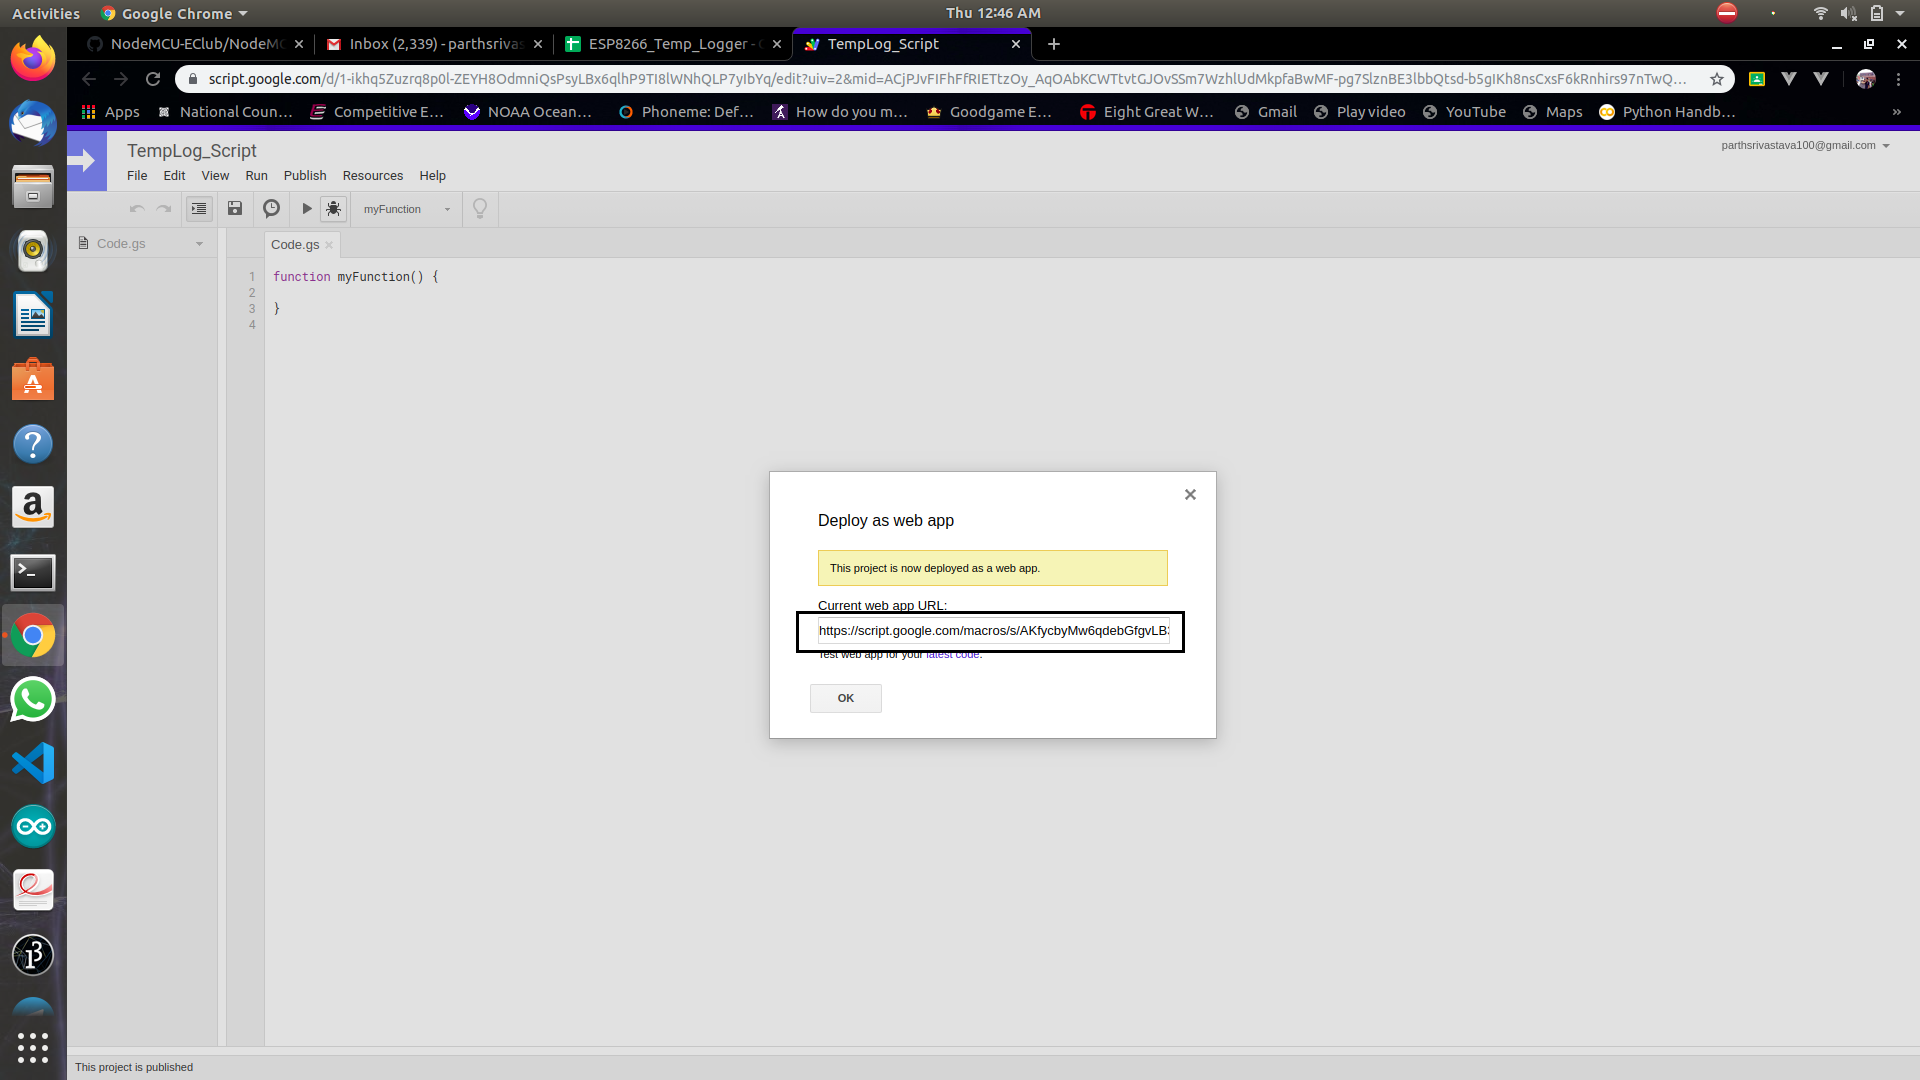 Activities
Google Chrome
Thu 12:46 AM
NodeMCU-EClub/NodeMC
Inbox (2,339) - parthsrivas
ESP8266_Temp_Logger - G
TempLog_Script
script.google.com/d/1-ikhq5Zuzrq8p0l-ZEYH8OdmniQsPsyLBx6qlhP9TI8lWNhQLP7yIbYq/edit?uiv=2&mid=ACjPJvFIFhFfRIETtzOy_AqOAbKCWTtvtGJOvSSm7WzhlUdMkpfaBwMF-pg7SlznBE3lbbQtsd-b5gIKh8nsCxsF6kRnhirs97nTwQ...
Apps
National Coun...
Competitive E...
NOAA Ocean...
Phoneme: Def...
How do you m...
Goodgame E...
Eight Great W...
Gmail
Play video
YouTube
Maps
Python Handb...
TempLog_Script
parthsrivastava100@gmail.com
File Edit View Run Publish Resources Help
myFunction
Code.gs
Code.gs
1 function myFunction() {
2
3 }
4
Deploy as web app
This project is now deployed as a web app.
Current web app URL:
https://script.google.com/macros/s/AKfycbyMw6qdebGfgvLB
Test web app for your latest code.
OK
This project is published